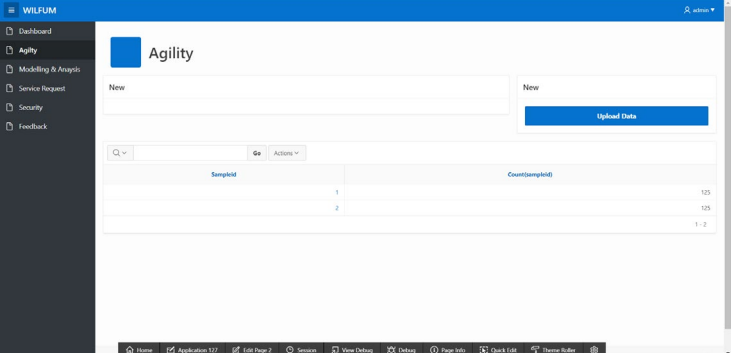 WILFUM
admin
Dashboard
Agility
Modelling & Anaysis
Service Request
Security
Feedback
Agility
New
New
Upload Data
Go Actions
Sampleid Count(sampleid)
1 125
2 125
1 - 2
Home Application 127 Edit Page 2 Session View Debug Debug Page Info Quick Edit Theme Roller